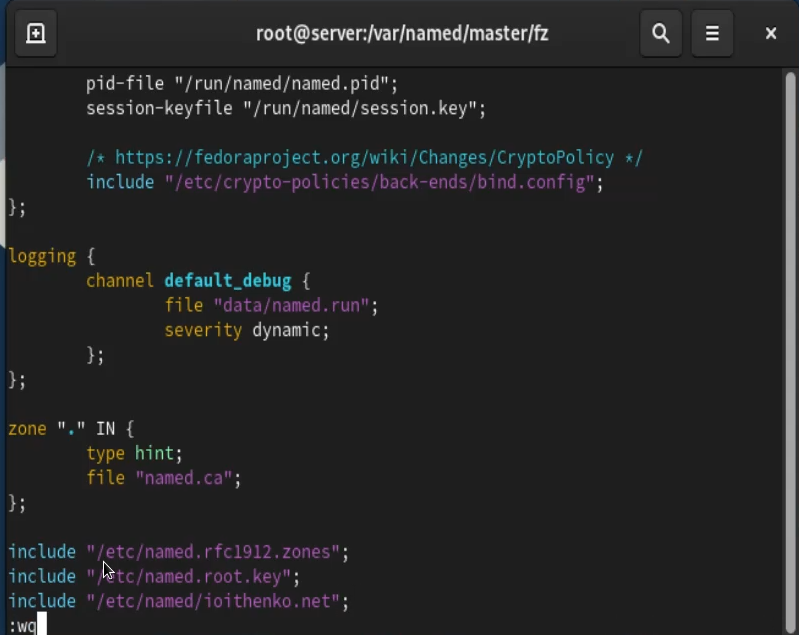 root@server:/var/named/master/fz
pid-file "/run/named/named.pid";
session-keyfile "/run/named/session.key";
/* https://fedoraproject.org/wiki/Changes/CryptoPolicy */
include "/etc/crypto-policies/back-ends/bind.config";
};
logging {
channel default_debug {
file "data/named.run";
severity dynamic;
};
};
zone "." IN {
type hint;
file "named.ca";
};
include "/etc/named.rfc1912.zones";
include "/etc/named.root.key";
include "/etc/named/ioithenko.net";
:wq